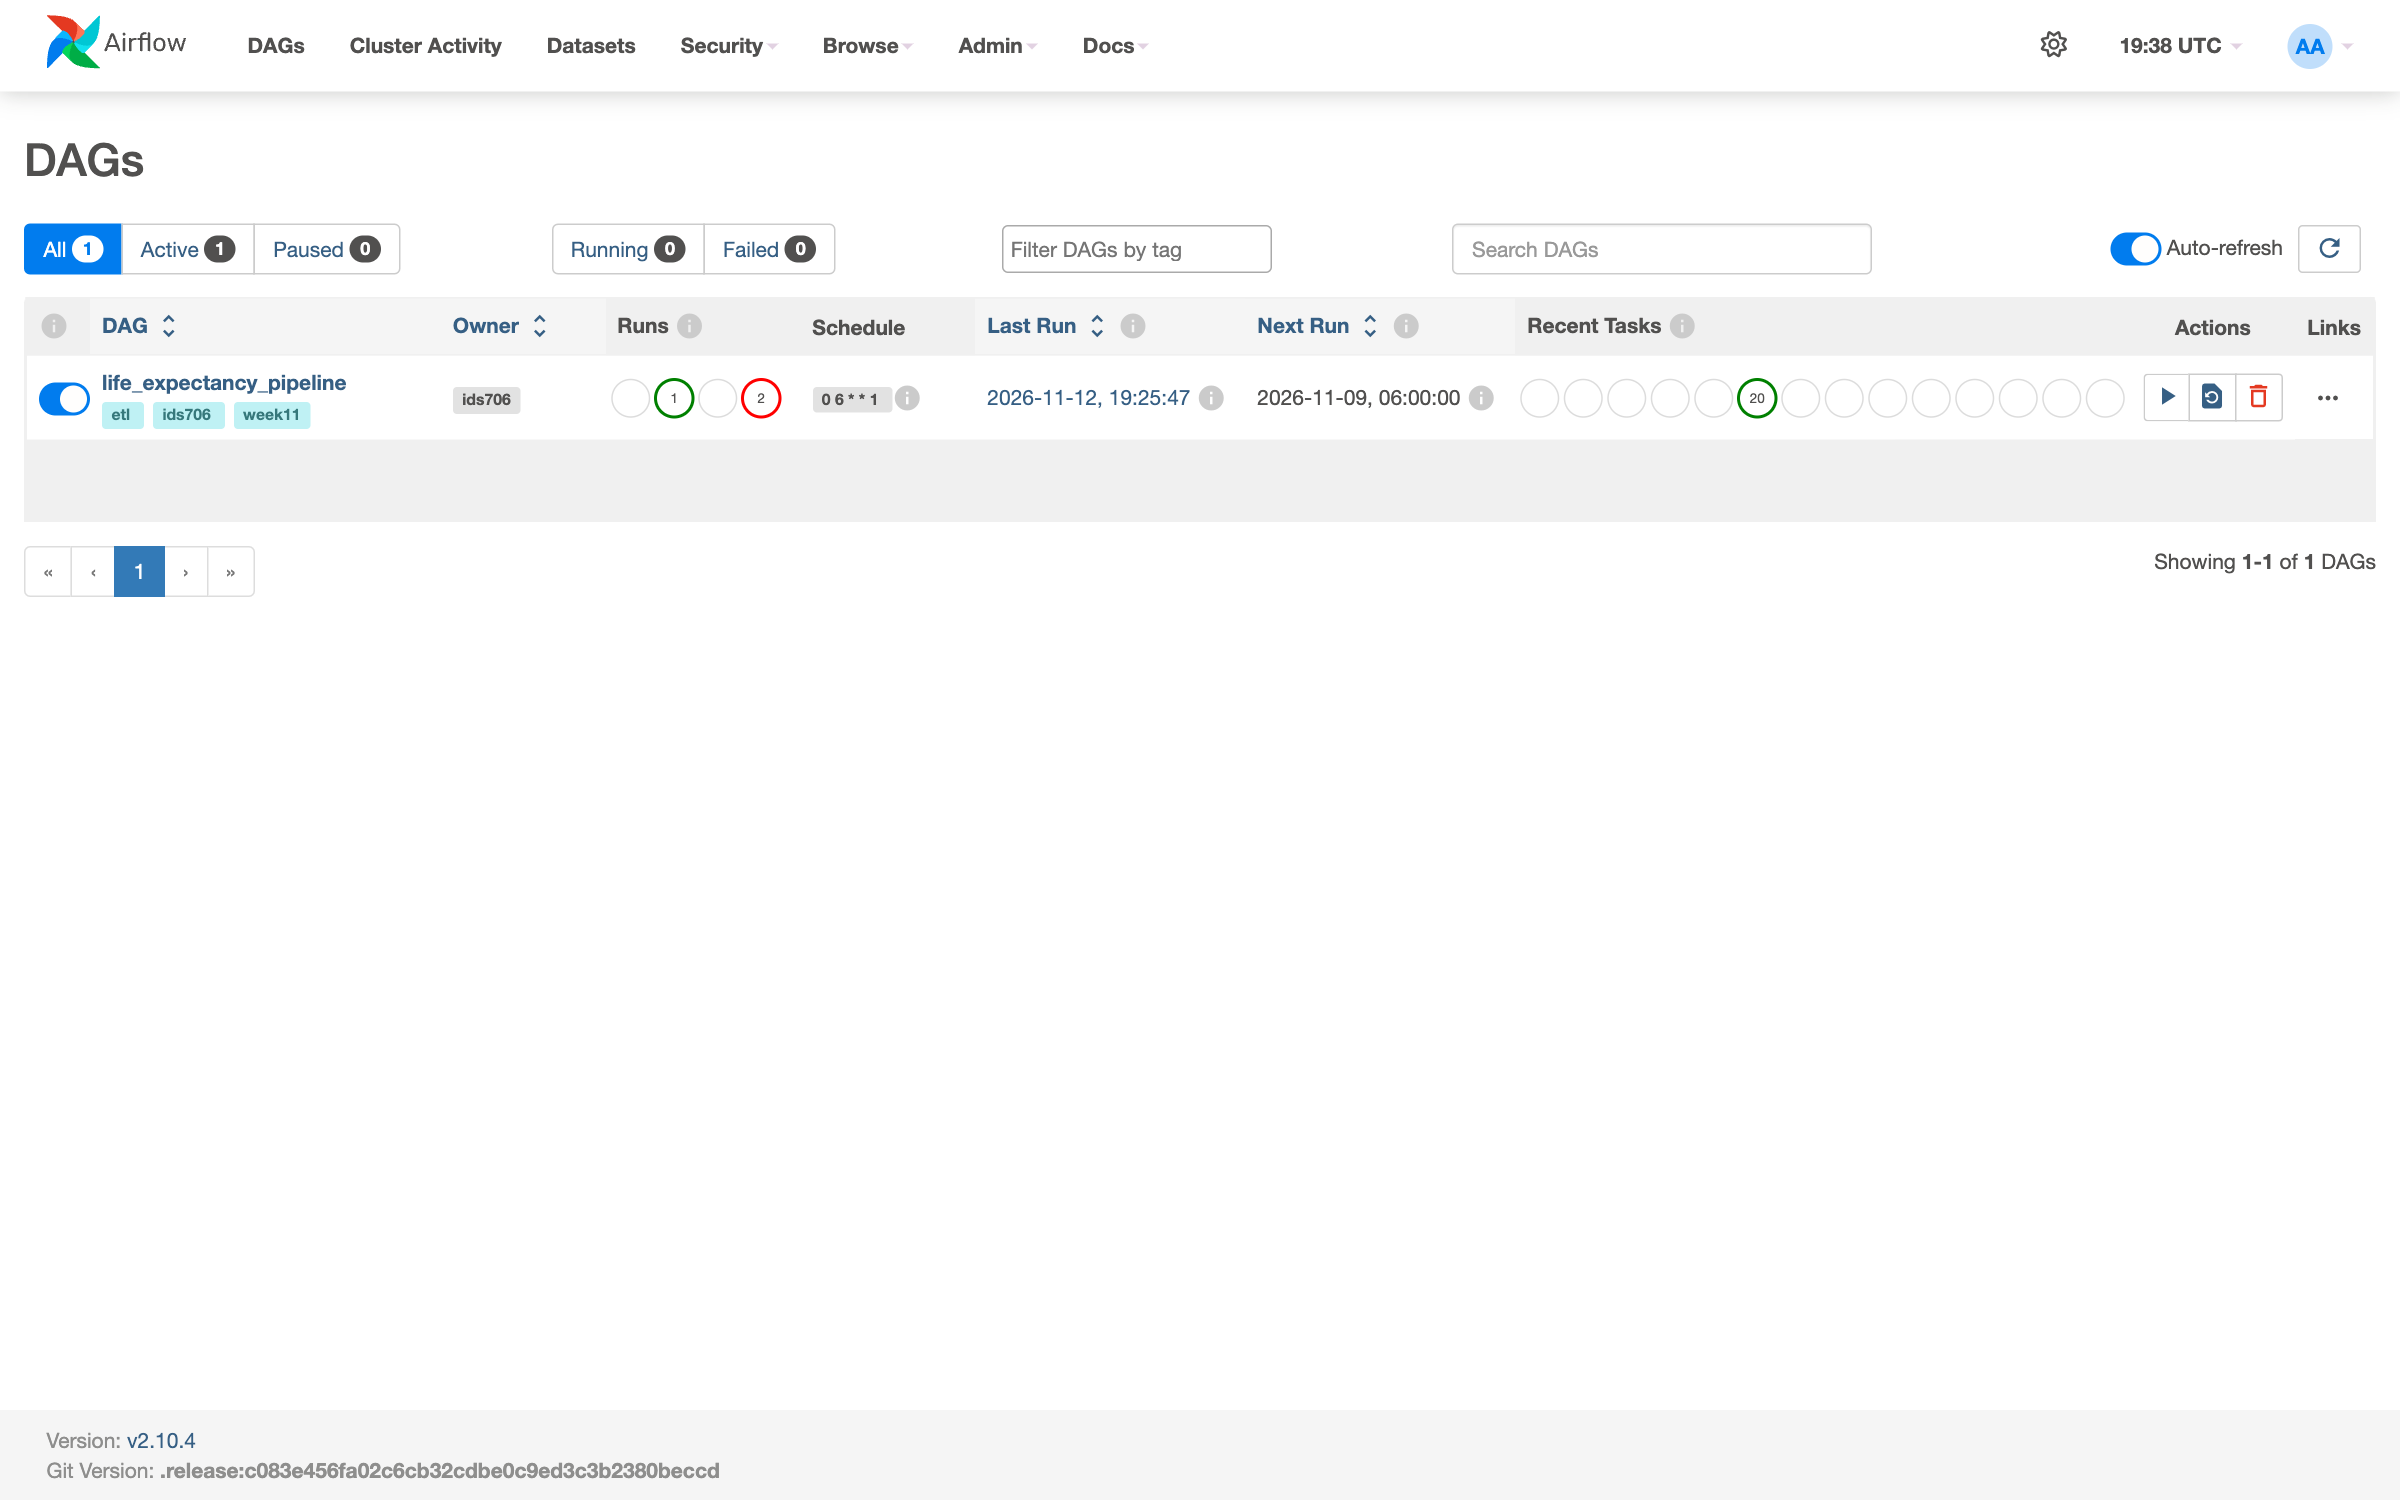 Airflow DAGs Cluster Activity Datasets Security Browse Admin Docs 19:38 UTC AA
DAGs
All 1 Active 1 Paused 0 Running 0 Failed 0 Filter DAGs by tag Search DAGs Auto-refresh
i DAG Owner Runs i Schedule Last Run i Next Run i Recent Tasks i Actions Links
life_expectancy_pipeline
ids706 1 2 0 6 * * 1 i 2026-11-12, 19:25:47 i 2026-11-09, 06:00:00 i 20
etl ids706 week11
« ‹ 1 › »
Showing 1-1 of 1 DAGs
Version: v2.10.4
Git Version: .release:c083e456fa02c6cb32cdbe0c9ed3c3b2380beccd